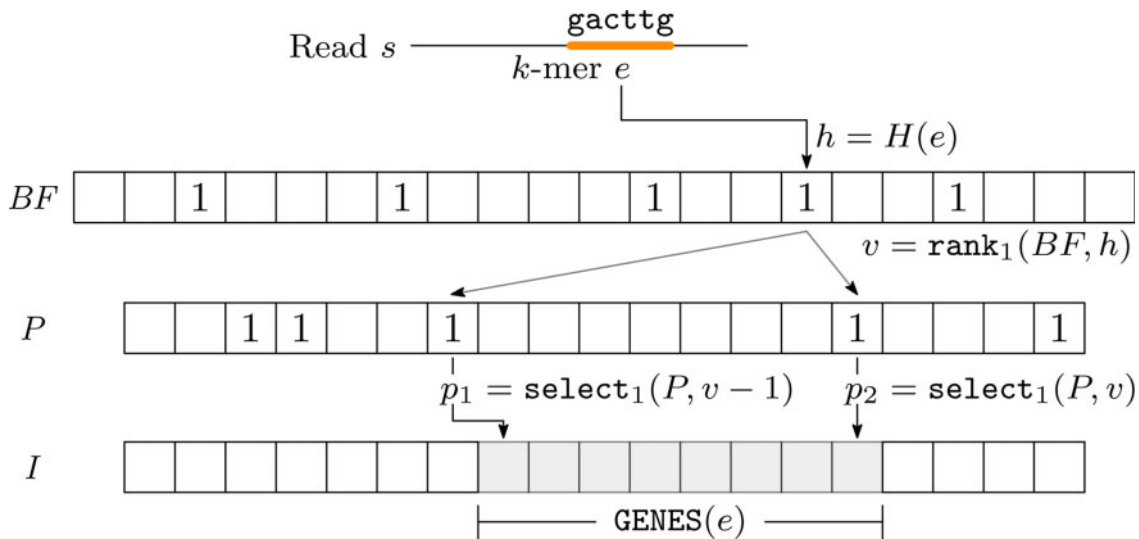 gacttg
Read s
k-mer e
h = H(e)
BF 1 1 1 1 1
v = rank₁(BF, h)
P 1 1 1 1 1
p₁ = select₁(P, v − 1) p₂ = select₁(P, v)
I
GENES(e)